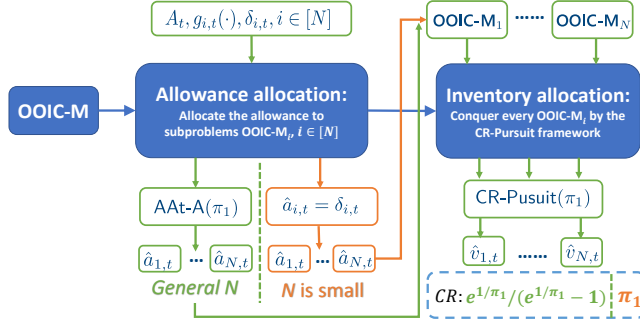 A_t, g_{i,t}(·), δ_{i,t}, i ∈ [N]
OOIC-M_1 ······ OOIC-M_N
OOIC-M
Allowance allocation:
Allocate the allowance to
subproblems OOIC-M_i, i ∈ [N]
Inventory allocation:
Conquer every OOIC-M_i by the
CR-Pursuit framework
AAt-A(π_1)
â_{i,t} = δ_{i,t}
CR-Pusuit(π_1)
â_{1,t} ··· â_{N,t}
â_{1,t} ··· â_{N,t}
v̂_{1,t} ······ v̂_{N,t}
General N
N is small
CR: e^{1/π_1}/(e^{1/π_1} − 1) π_1